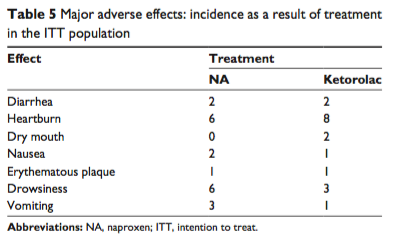 Table 5 Major adverse effects: incidence as a result of treatment
in the ITT population
Effect Treatment
NA Ketorolac
Diarrhea 2 2
Heartburn 6 8
Dry mouth 0 2
Nausea 2 1
Erythematous plaque 1 1
Drowsiness 6 3
Vomiting 3 1
Abbreviations: NA, naproxen; ITT, intention to treat.